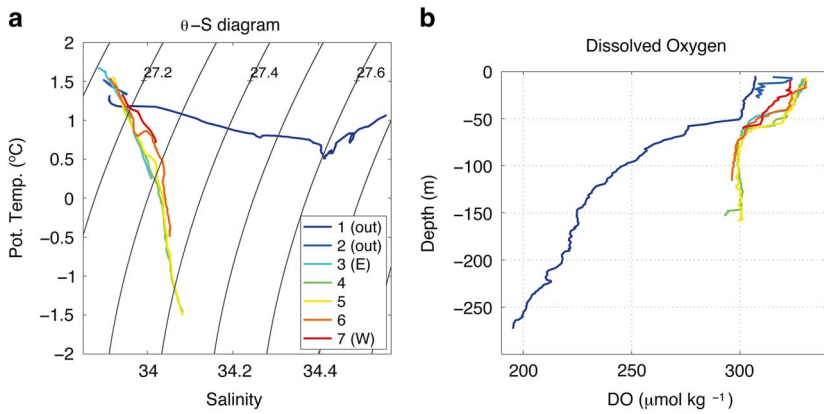 a
θ−S diagram
2
1.5
1
0.5
0
−0.5
−1
−1.5
−2
Pot. Temp. (°C)
27.2
27.4
27.6
1 (out)
2 (out)
3 (E)
4
5
6
7 (W)
34
34.2
34.4
Salinity
b
Dissolved Oxygen
0
−50
−100
−150
−200
−250
Depth (m)
200
250
300
DO (μmol kg −1)